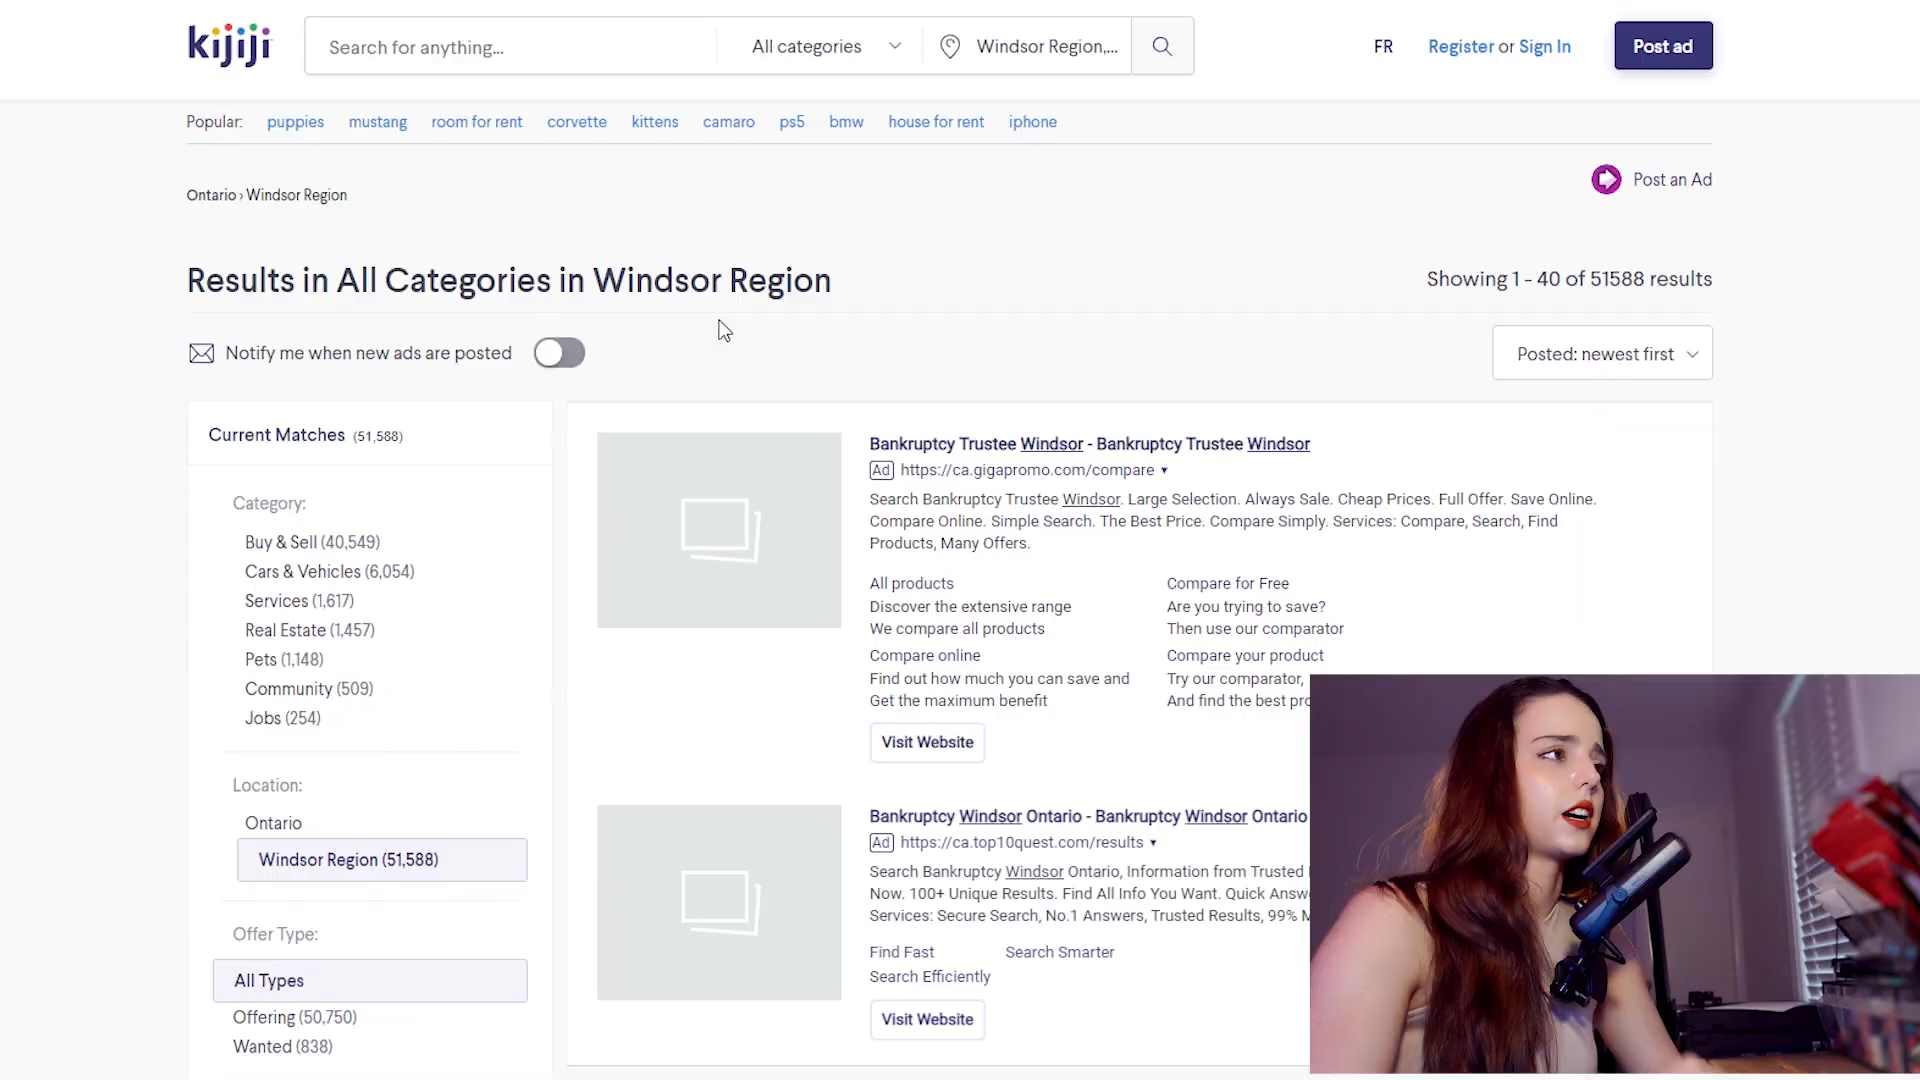 kijiji
Search for anything...
All categories
Windsor Region,...
FR
Register or Sign In
Post ad
Popular: puppies mustang room for rent corvette kittens camaro ps5 bmw house for rent iphone
Post an Ad
Ontario › Windsor Region
Results in All Categories in Windsor Region
Showing 1 - 40 of 51588 results
Notify me when new ads are posted
Posted: newest first
Current Matches (51,588)
Category:
Buy & Sell (40,549)
Cars & Vehicles (6,054)
Services (1,617)
Real Estate (1,457)
Pets (1,148)
Community (509)
Jobs (254)
Location:
Ontario
Windsor Region (51,588)
Offer Type:
All Types
Offering (50,750)
Wanted (838)
Bankruptcy Trustee Windsor - Bankruptcy Trustee Windsor
Ad https://ca.gigapromo.com/compare ▾
Search Bankruptcy Trustee Windsor. Large Selection. Always Sale. Cheap Prices. Full Offer. Save Online.
Compare Online. Simple Search. The Best Price. Compare Simply. Services: Compare, Search, Find
Products, Many Offers.
All products
Discover the extensive range
We compare all products
Compare for Free
Are you trying to save?
Then use our comparator
Compare online
Find out how much you can save and
Get the maximum benefit
Compare your product
Try our comparator,
And find the best
Visit Website
Bankruptcy Windsor Ontario - Bankruptcy Windsor Ontario
Ad https://ca.top10quest.com/results ▾
Search Bankruptcy Windsor Ontario, Information from Trusted
Now. 100+ Unique Results. Find All Info You Want. Quick
Services: Secure Search, No.1 Answers, Trusted Results, 99%
Find Fast
Search Smarter
Search Efficiently
Visit Website